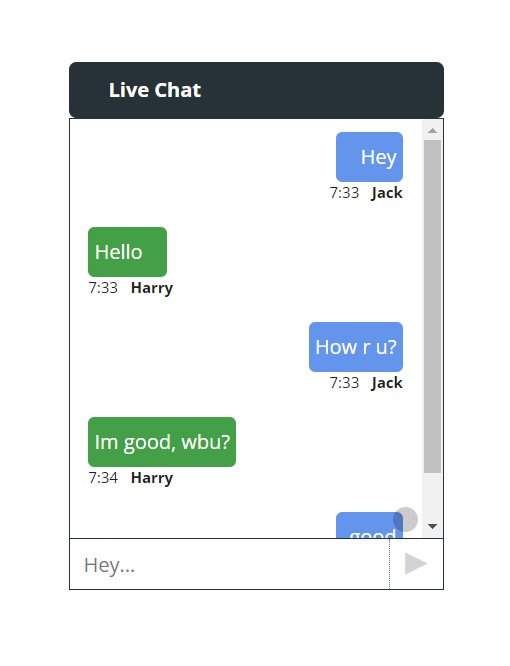 Live Chat
Hey
7:33 Jack
Hello
7:33 Harry
How r u?
7:33 Jack
Im good, wbu?
7:34 Harry
good
Hey...